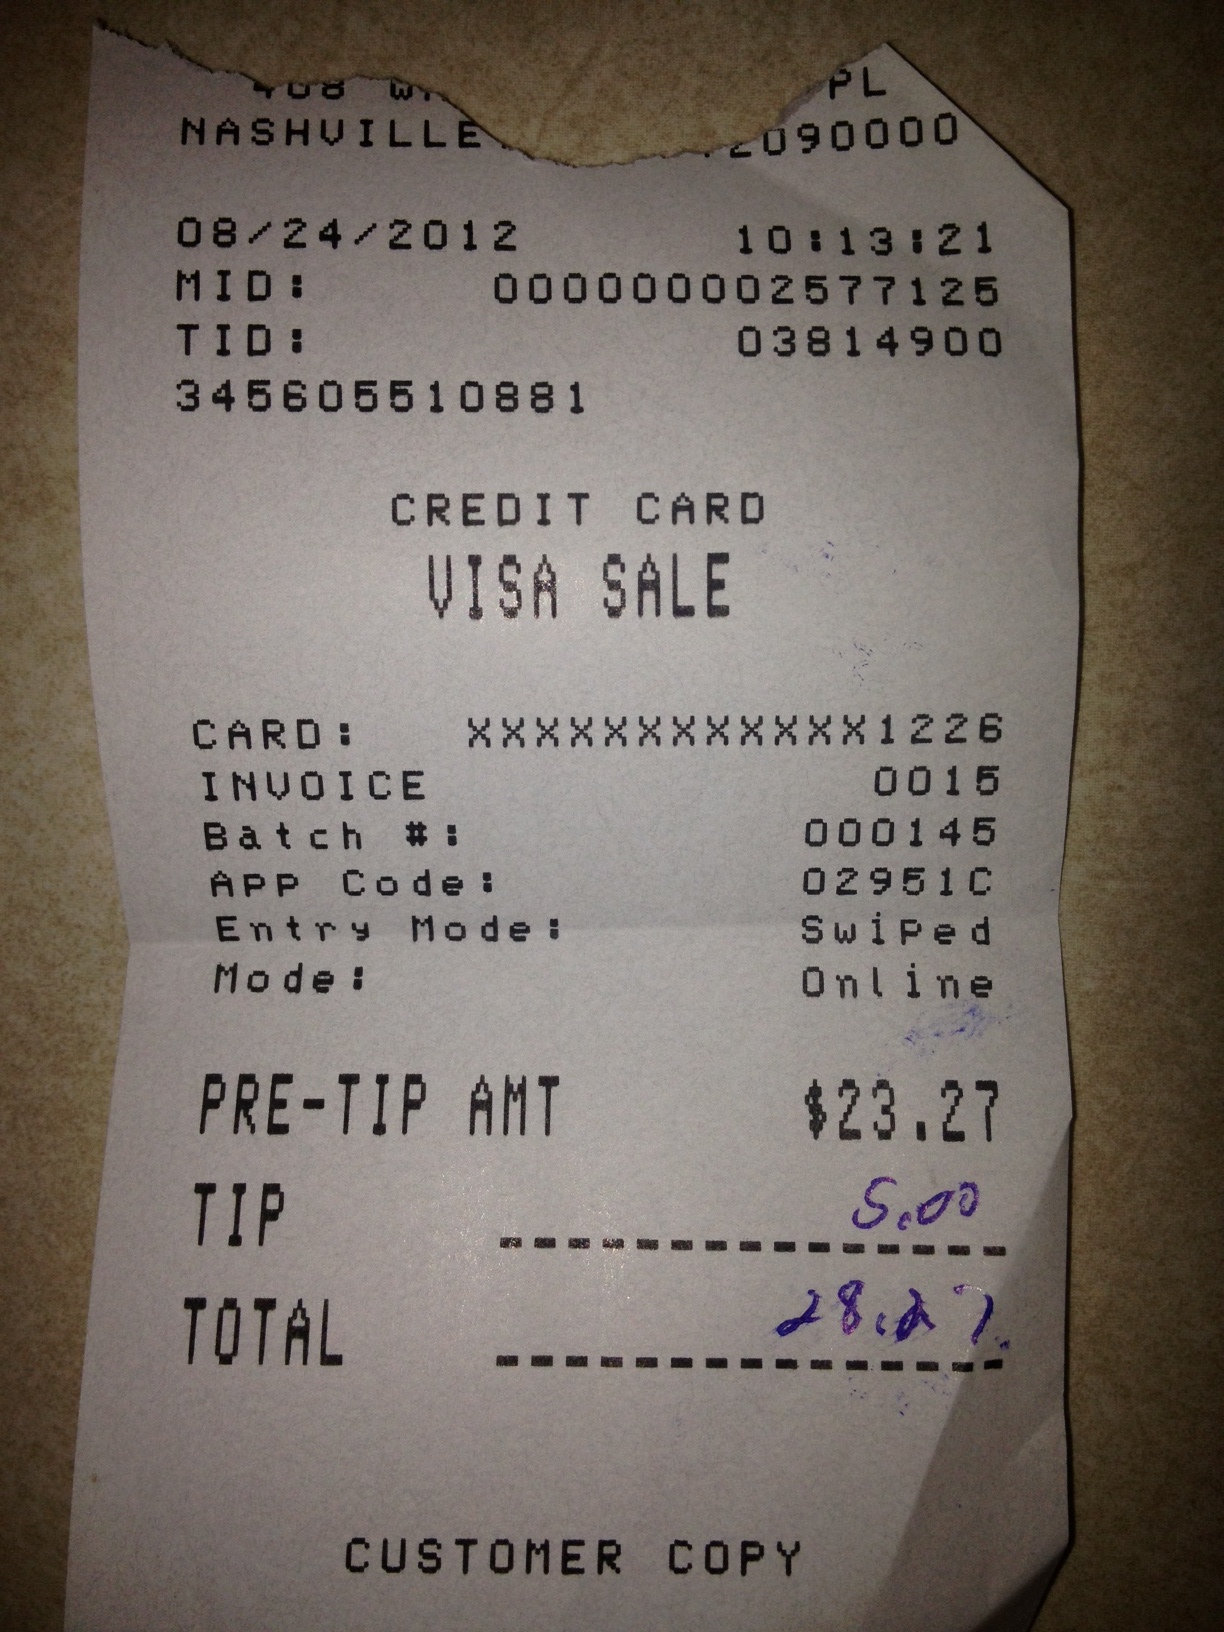 408 PL
NASHVILLE 2090000
08/24/2012 10:13:21
MID: 000000002577125
TID: 03814900
345605510881
CREDIT CARD
VISA SALE
CARD: XXXXXXXXXXXX1226
INVOICE 0015
Batch #: 000145
APP Code: 02951C
Entry Mode: Swiped
Mode: Online
PRE-TIP AMT $23.27
TIP 5.00
TOTAL 28.27
CUSTOMER COPY